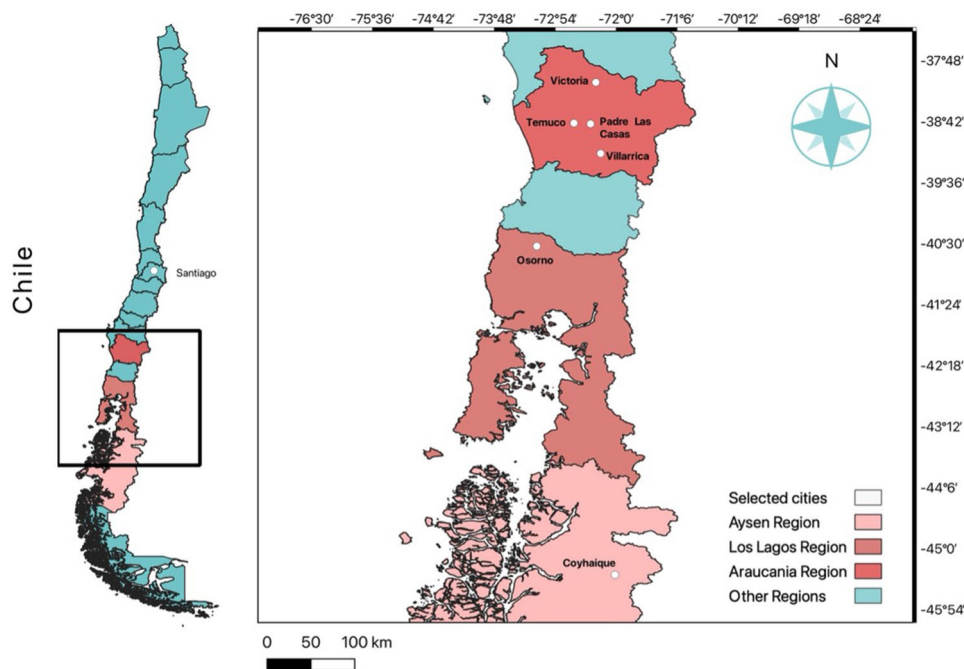 -76°30′ -75°36′ -74°42′ -73°48′ -72°54′ -72°0′ -71°6′ -70°12′ -69°18′ -68°24′
-37°48′
-38°42′
-39°36′
-40°30′
-41°24′
-42°18′
-43°12′
-44°6′
-45°0′
-45°54′
N
Chile
Santiago
Victoria
Temuco
Padre Las
Casas
Villarrica
Osorno
Coyhaique
Selected cities
Aysen Region
Los Lagos Region
Araucania Region
Other Regions
0 50 100 km